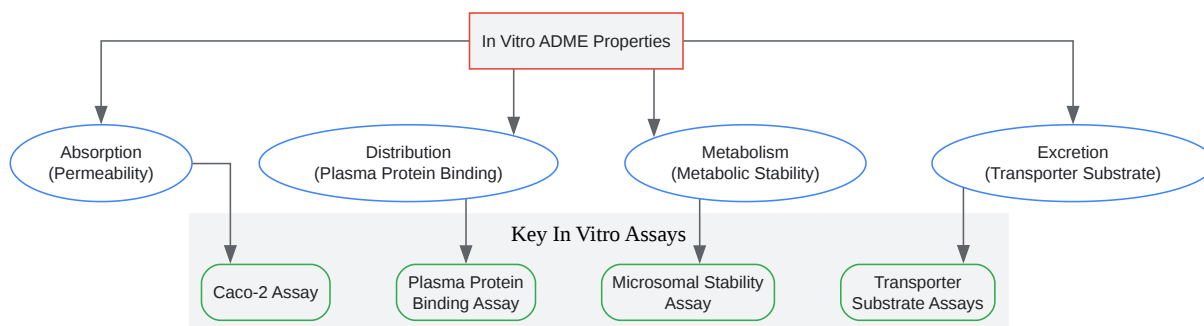 In Vitro ADME Properties
Absorption
(Permeability)
Distribution
(Plasma Protein Binding)
Metabolism
(Metabolic Stability)
Excretion
(Transporter Substrate)
Key In Vitro Assays
Caco-2 Assay
Plasma Protein
Binding Assay
Microsomal Stability
Assay
Transporter
Substrate Assays